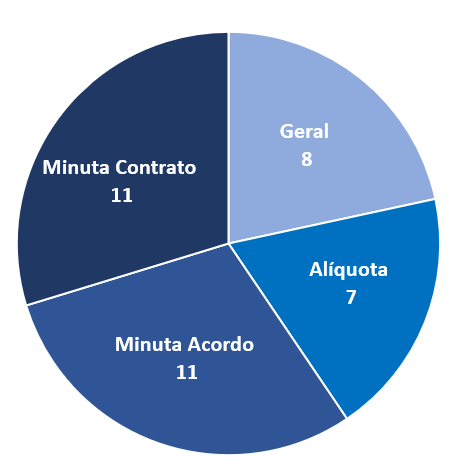 Geral
8
Minuta Contrato
11
Alíquota
7
Minuta Acordo
11